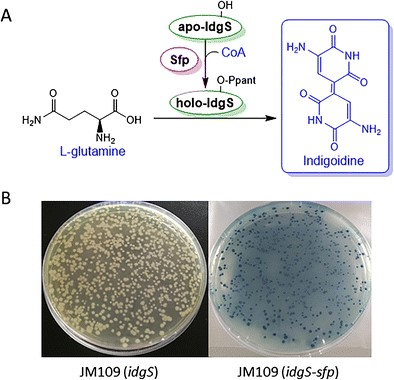 A
OH
apo-IdgS
Sfp
CoA
O-Ppant
holo-IdgS
O
O
H₂N
OH
NH₂
L-glutamine
O
H₂N
NH
O
O
HN
O
NH₂
Indigoidine
B
JM109 (idgS)
JM109 (idgS-sfp)